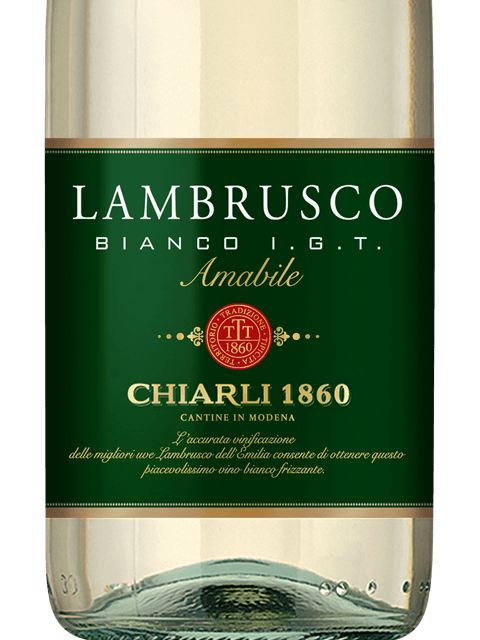 LAMBRUSCO
BIANCO I.G.T.
Amabile
TERRITORIO · TRADIZIONE · TIPICITÀ
TTT
1860
CHIARLI 1860
CANTINE IN MODENA
L'accurata vinificazione
delle migliori uve Lambrusco dell'Emilia consente di ottenere questo
piacevolissimo vino bianco frizzante.